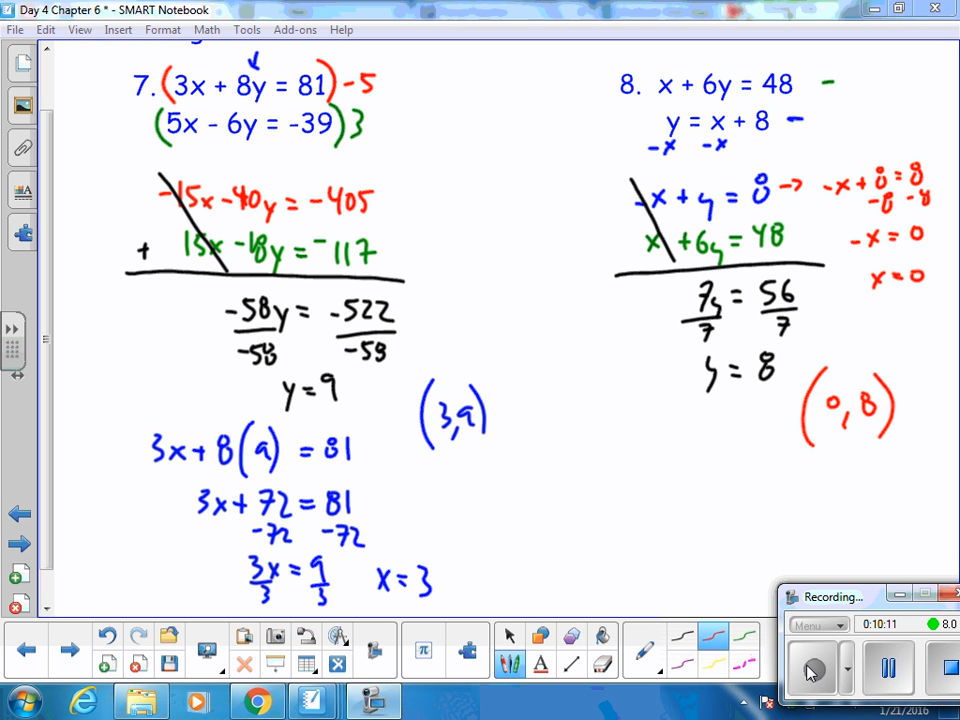 Day 4 Chapter 6 * - SMART Notebook
File Edit View Insert Format Math Tools Add-ons Help
7. (3x + 8y = 81) -5
(5x - 6y = -39) 3
-15x - 40y = -405
+ 15x - 18y = -117
-58y = -522
-58 -58
y = 9
(3, 9)
3x + 8(9) = 81
3x + 72 = 81
-72 -72
3x = 9
3 3
x = 3
8. x + 6y = 48 -
y = x + 8 -
-x -x
-x + y = 8 → -x + 8 = 8
-8 -8
x + 6y = 48
-x = 0
x = 0
7y = 56
7 7
y = 8
(0, 8)
Recording...
Menu
0:10:11
8.0
π
A
1/21/2016